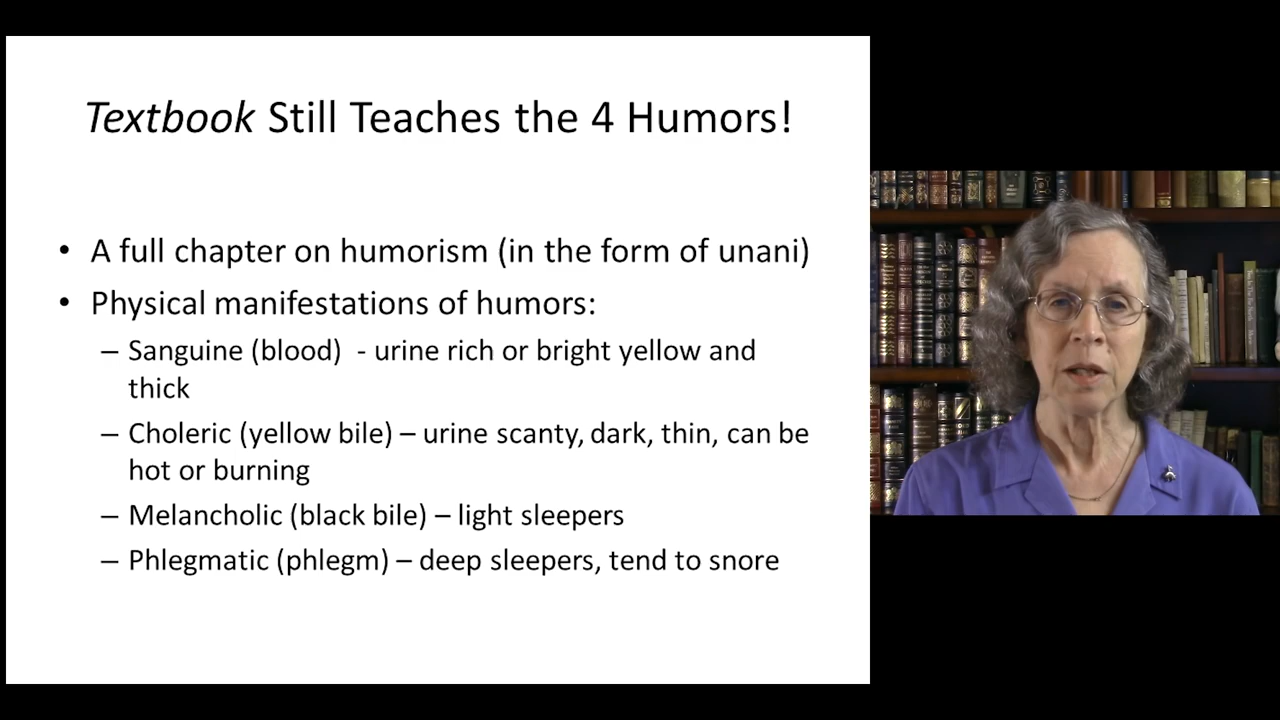 Textbook Still Teaches the 4 Humors!
• A full chapter on humorism (in the form of unani)
• Physical manifestations of humors:
– Sanguine (blood)  - urine rich or bright yellow and
thick
– Choleric (yellow bile) – urine scanty, dark, thin, can be
hot or burning
– Melancholic (black bile) – light sleepers
– Phlegmatic (phlegm) – deep sleepers, tend to snore